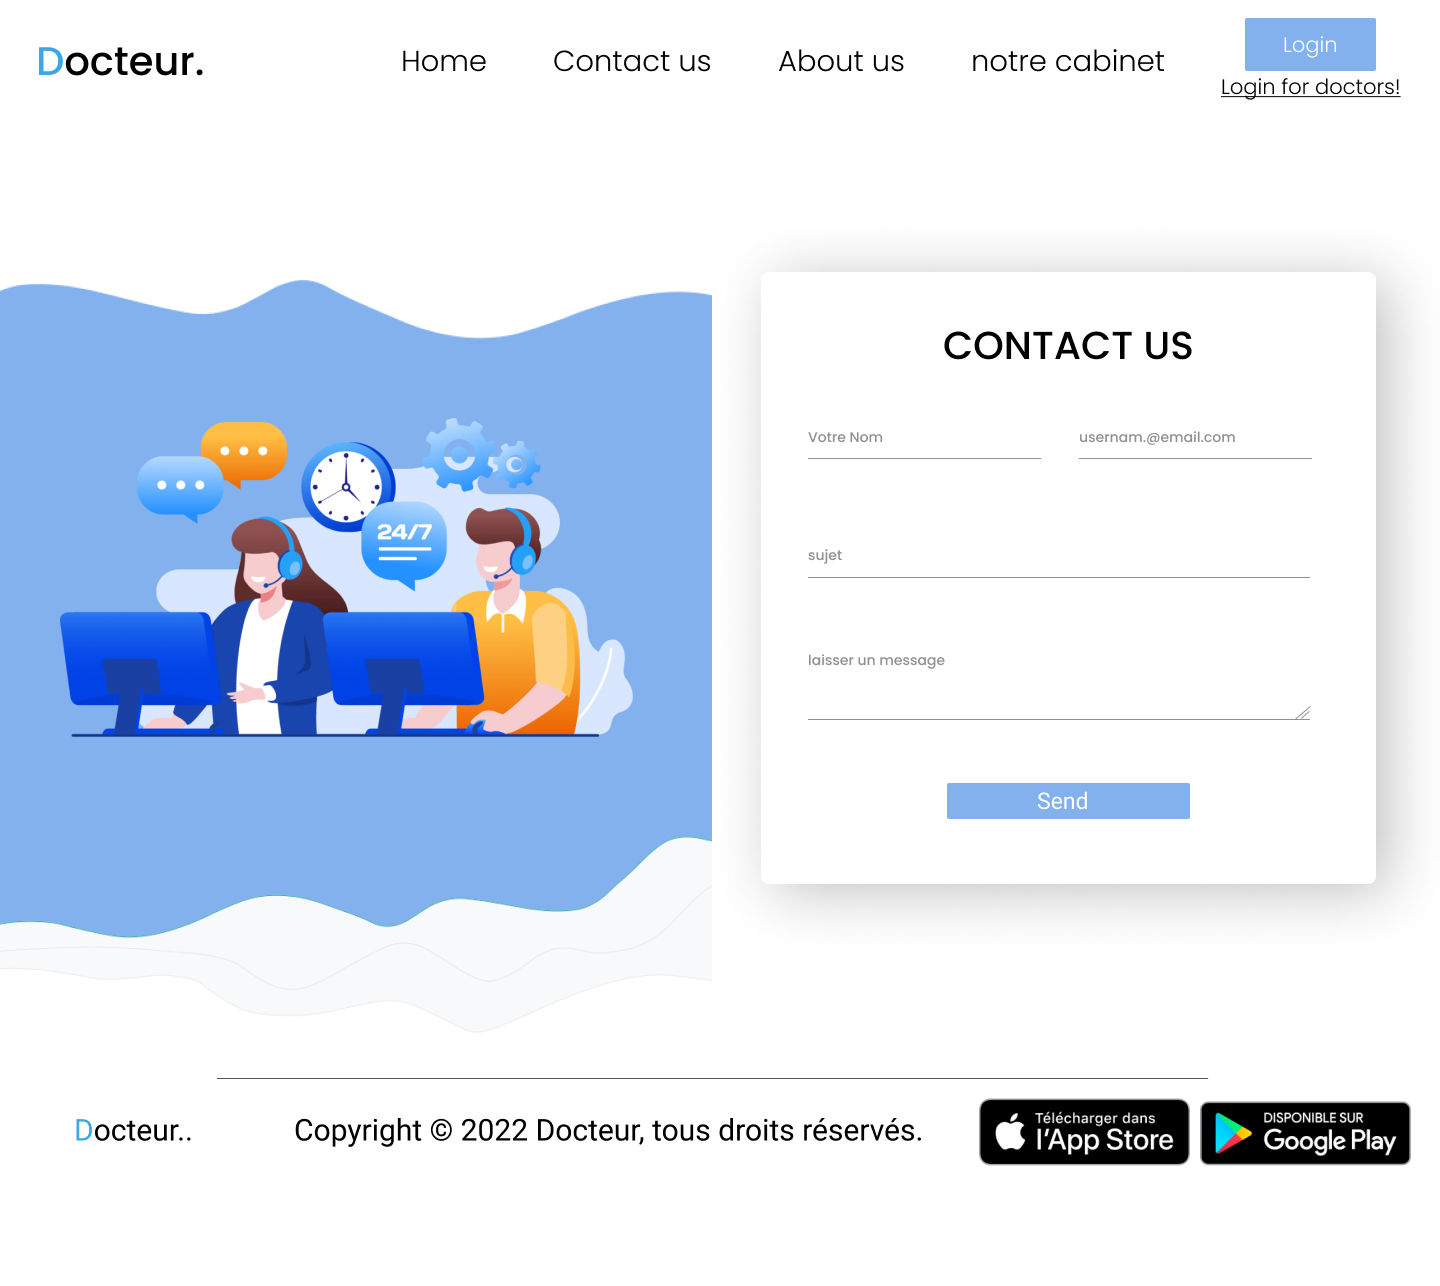 Docteur.
Home
Contact us
About us
notre cabinet
Login
Login for doctors!
24/7
CONTACT US
Votre Nom
usernam.@email.com
sujet
laisser un message
Send
Docteur..
Copyright © 2022 Docteur, tous droits réservés.
Télécharger dans
l'App Store
DISPONIBLE SUR
Google Play